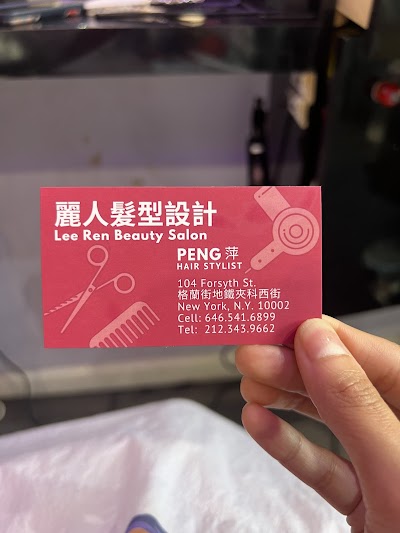 麗人髮型設計
Lee Ren Beauty Salon
PENG 萍
HAIR STYLIST
104 Forsyth St.
格蘭街地鐵夾科西街
New York, N.Y. 10002
Cell: 646.541.6899
Tel: 212.343.9662